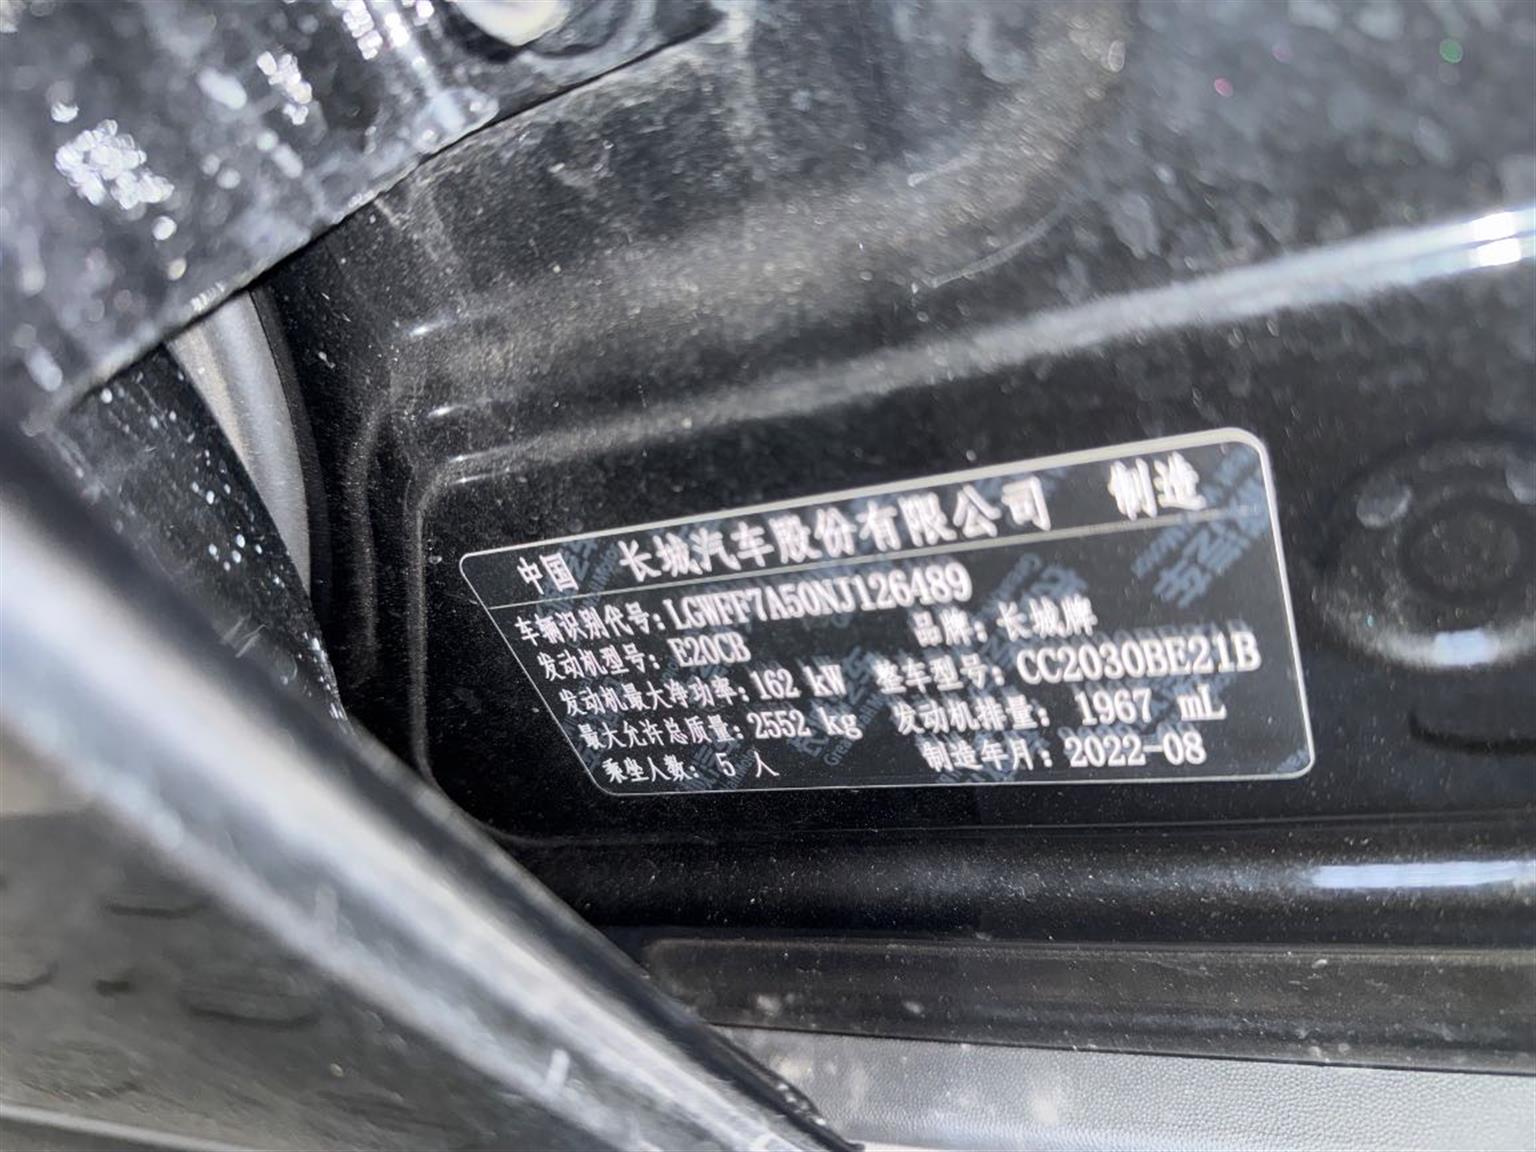 中国 长城汽车股份有限公司 制造
车辆识别代号: LGWFF7A50NJ126489
发动机型号: E20CB 品牌: 长城牌
发动机最大净功率: 162 kW 整车型号: CC2030BE21B
最大允许总质量: 2552 kg 发动机排量: 1967 mL
乘坐人数: 5 人 制造年月: 2022-08